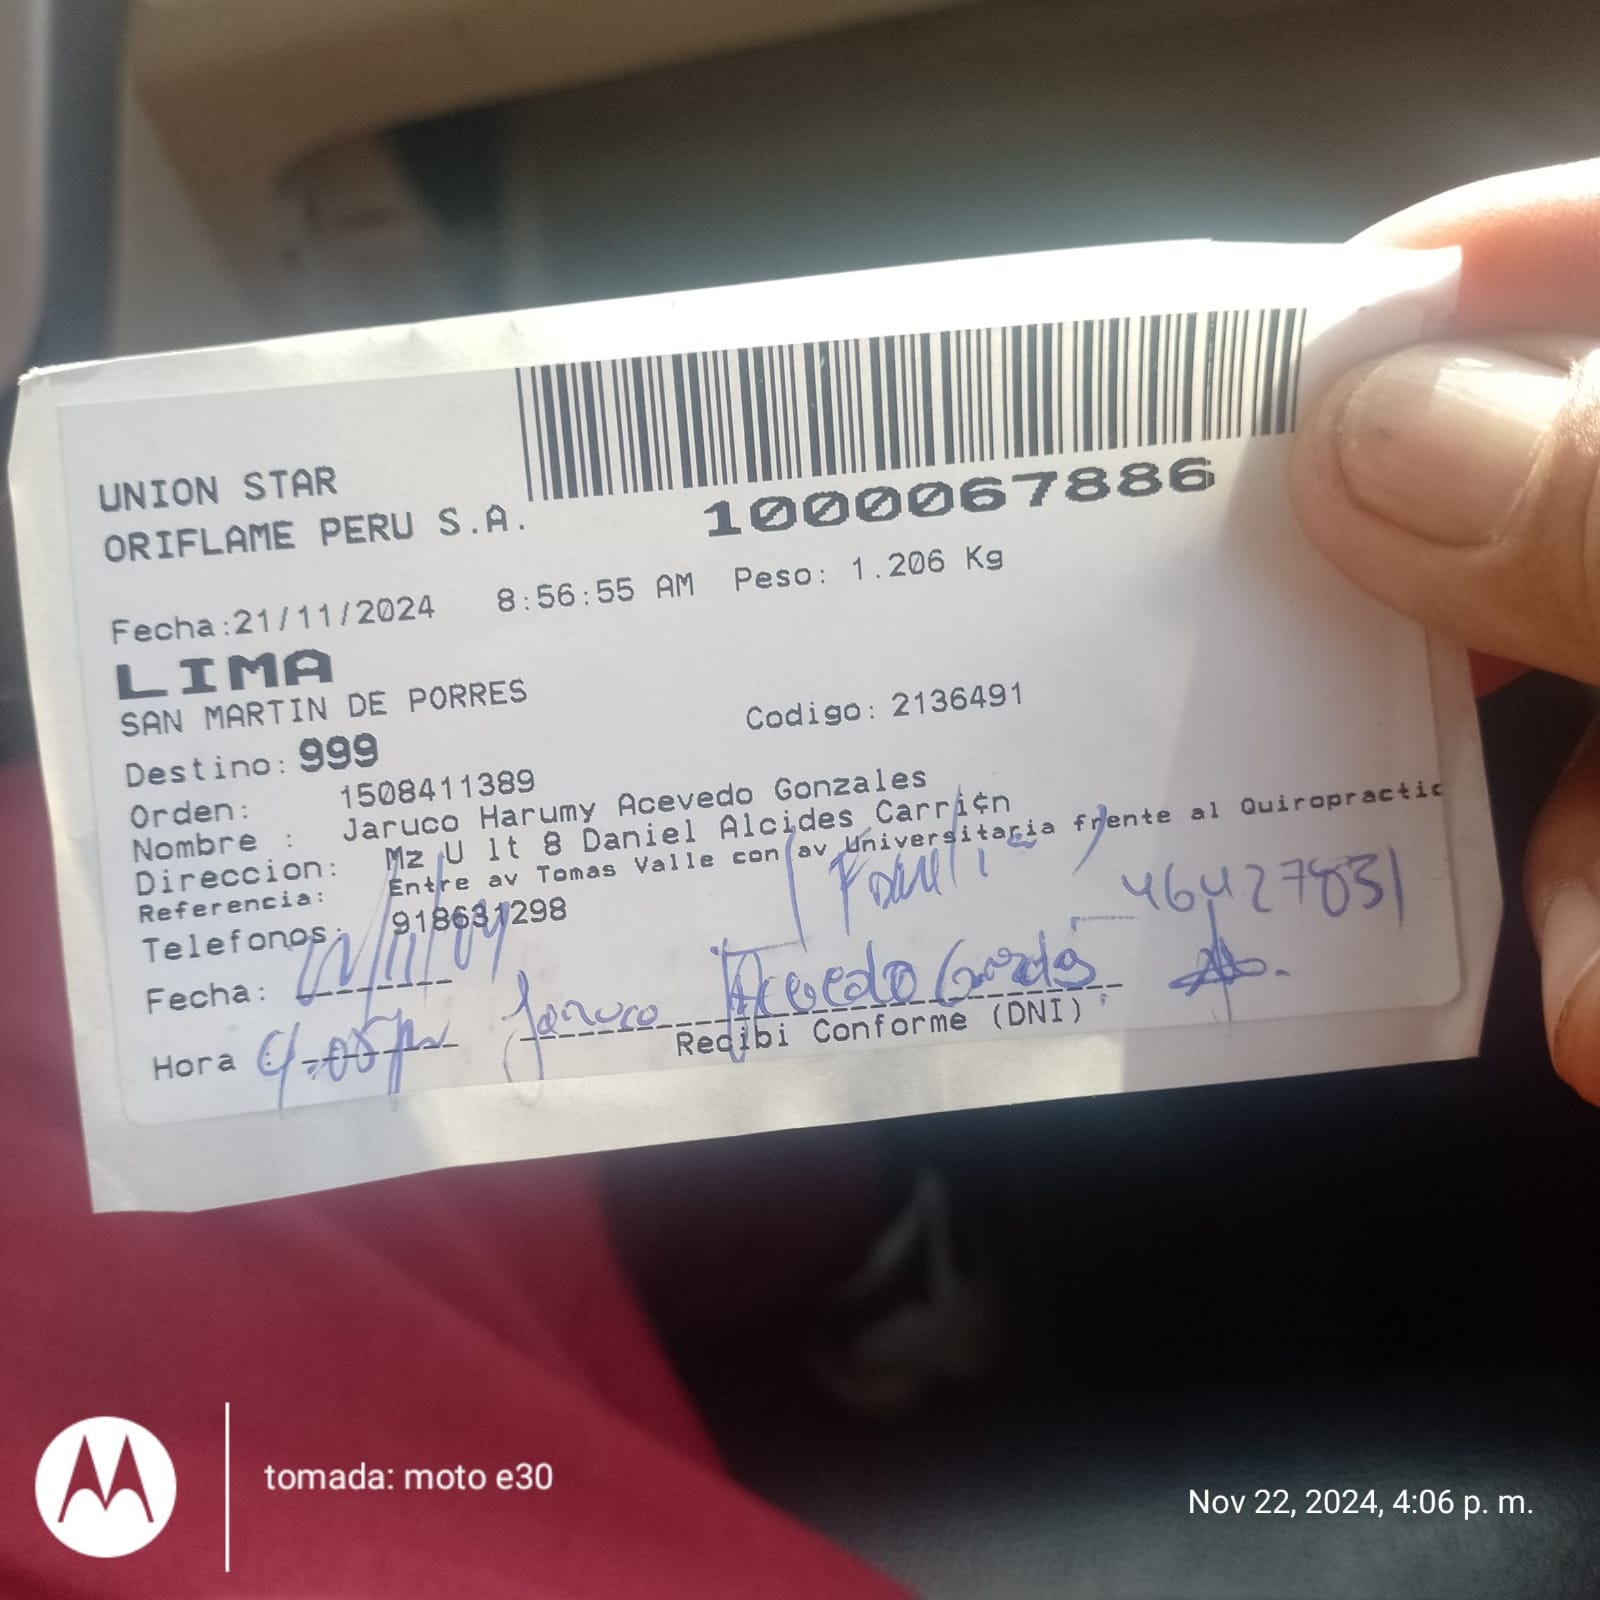 UNION STAR
ORIFLAME PERU S.A.
1000067886
Fecha:21/11/2024 8:56:55 AM Peso: 1.206 Kg
LIMA
SAN MARTIN DE PORRES
Codigo: 2136491
Destino: 999
Orden: 1508411389
Nombre : Jaruco Harumy Acevedo Gonzales
Direccion: Mz U lt 8 Daniel Alcides Carri¢n
Referencia: Entre av Tomas Valle con av Universitaria frente al Quiropractic
Telefonos: 918631298
46427831
Fecha:
Jaruco Acevedo
Hora
Recibi Conforme (DNI)
tomada: moto e30
Nov 22, 2024, 4:06 p. m.